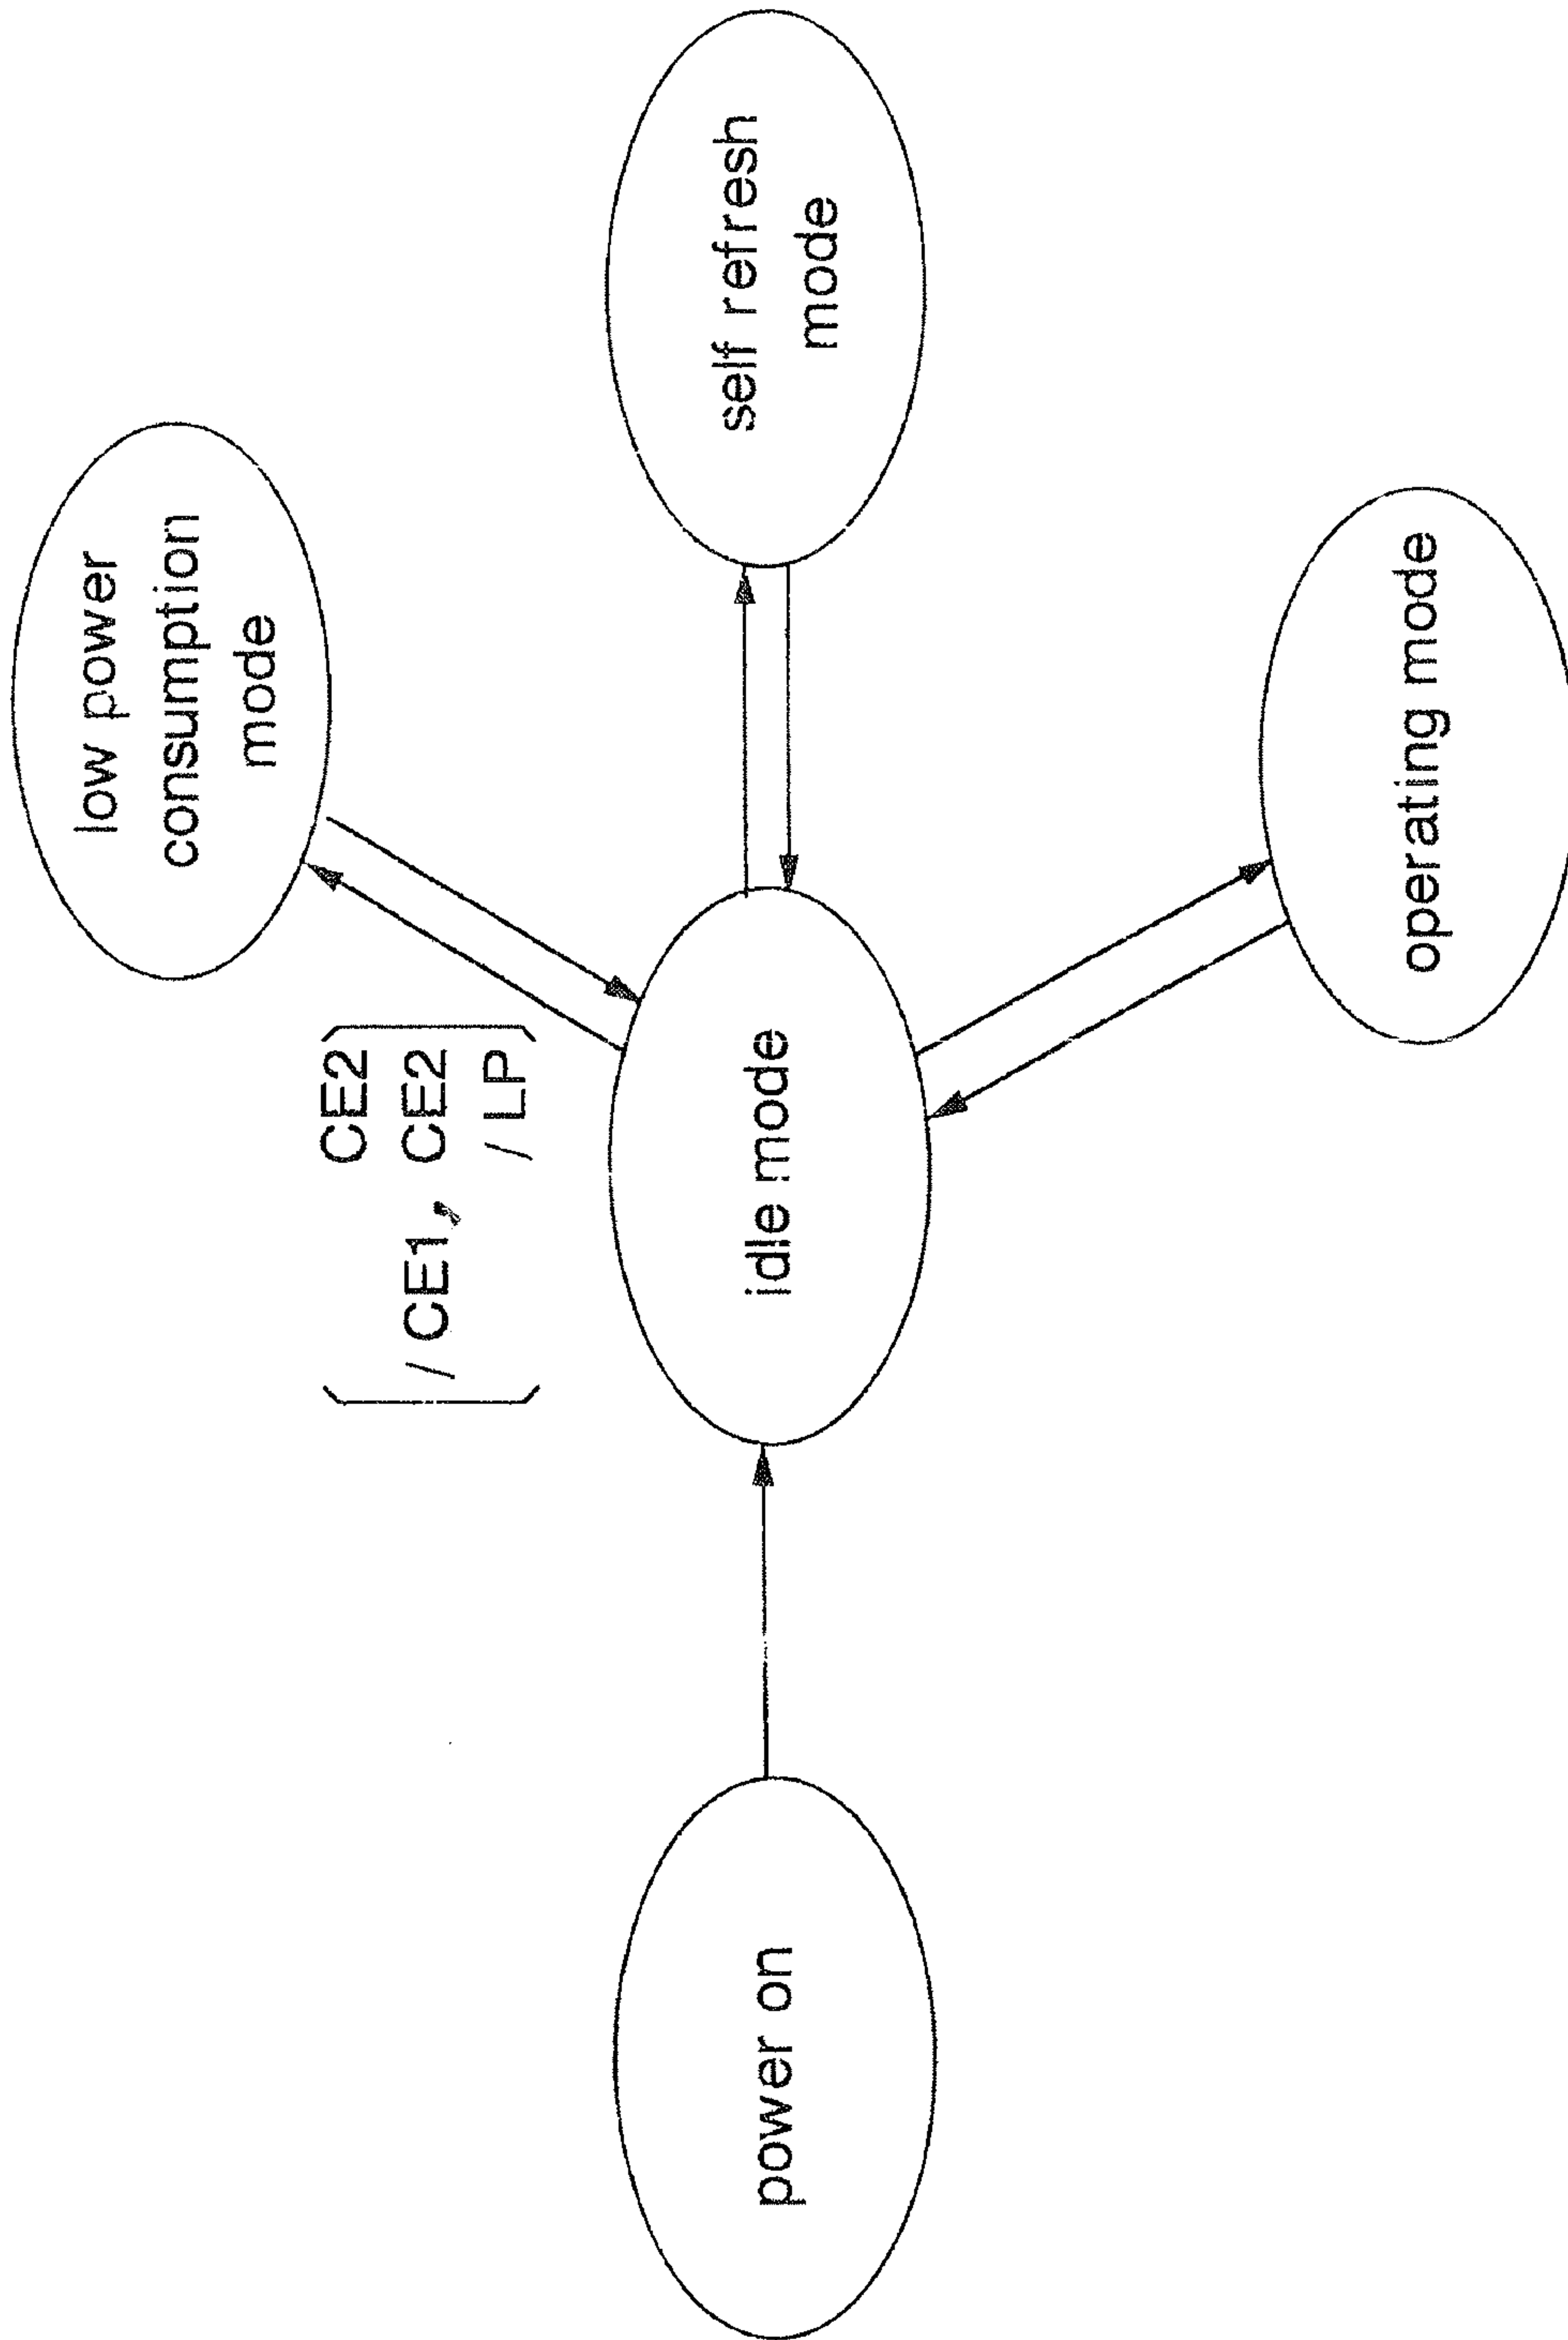 low power
consumption
mode
CE2
/ CE1, CE2
/ LP
power on
idle mode
self refresh
mode
operating mode